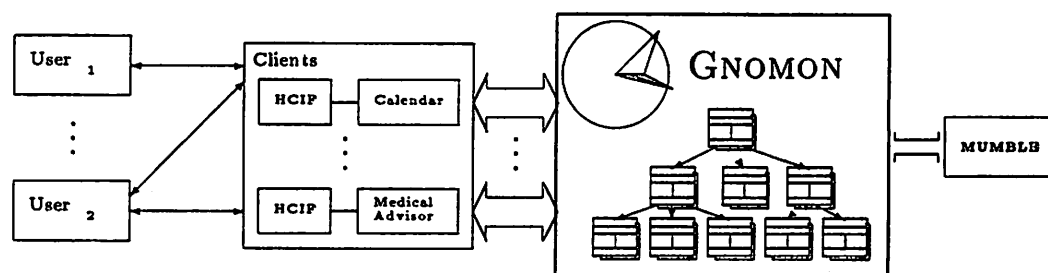 User 1
User 2
Clients
HCIP
Calendar
HCIP
Medical
Advisor
GNOMON
MUMBLE